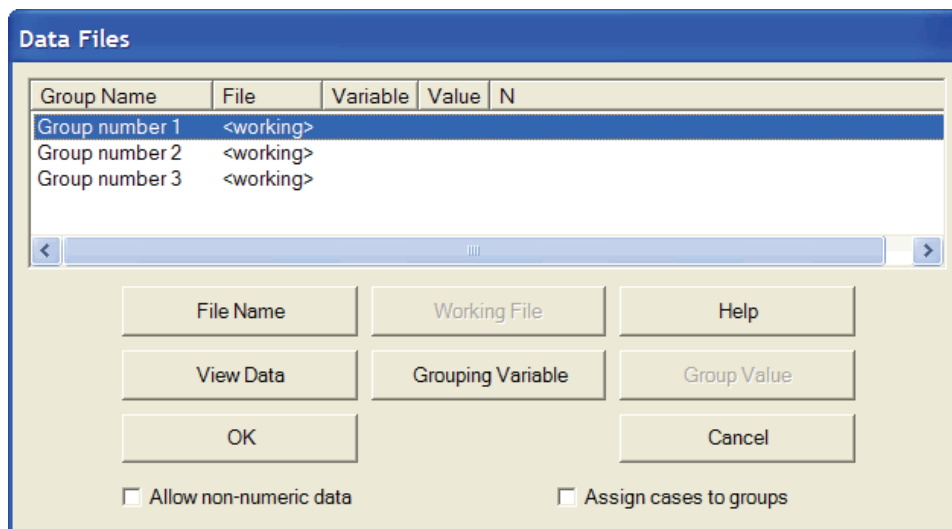 Data Files
Group Name File Variable Value N
Group number 1 <working>
Group number 2 <working>
Group number 3 <working>
File Name Working File Help
View Data Grouping Variable Group Value
OK Cancel
Allow non-numeric data Assign cases to groups